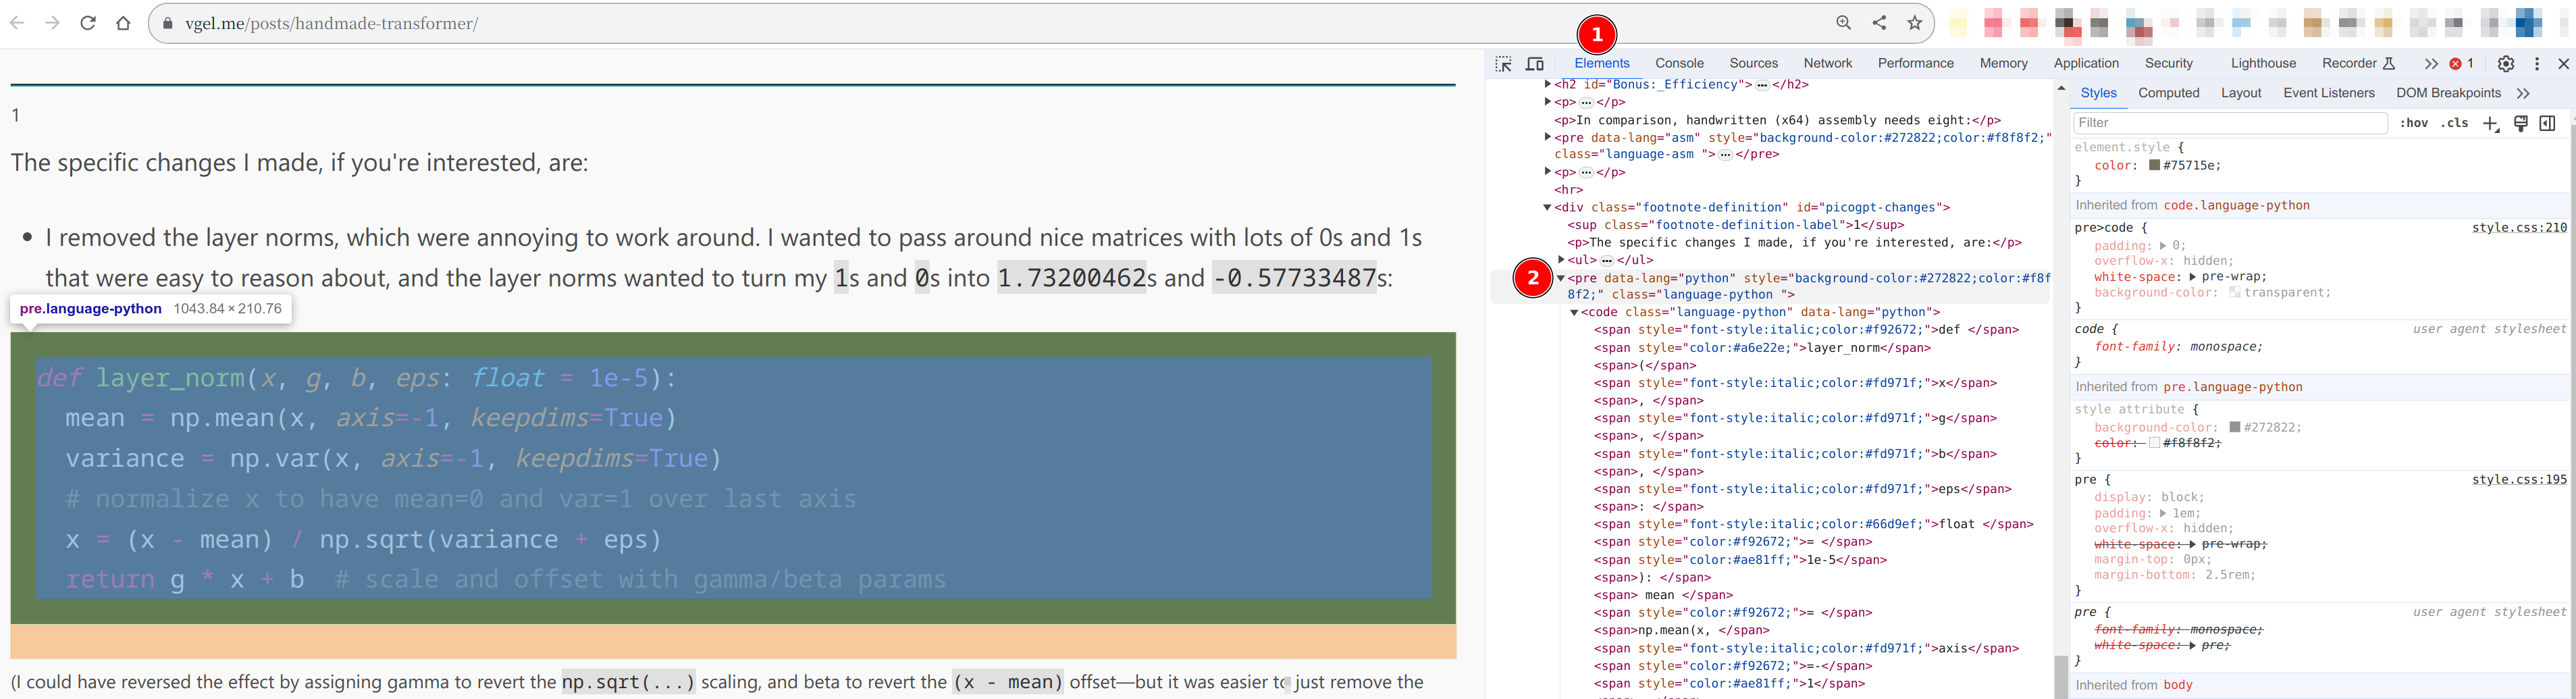 vgel.me/posts/handmade-transformer/
1
The specific changes I made, if you're interested, are:
• I removed the layer norms, which were annoying to work around. I wanted to pass around nice matrices with lots of 0s and 1s
that were easy to reason about, and the layer norms wanted to turn my 1s and 0s into 1.73200462s and -0.57733487s:
pre.language-python 1043.84 × 210.76
def layer_norm(x, g, b, eps: float = 1e-5):
mean = np.mean(x, axis=-1, keepdims=True)
variance = np.var(x, axis=-1, keepdims=True)
# normalize x to have mean=0 and var=1 over last axis
x = (x - mean) / np.sqrt(variance + eps)
return g * x + b  # scale and offset with gamma/beta params
(I could have reversed the effect by assigning gamma to revert the np.sqrt(...) scaling, and beta to revert the (x - mean) offset—but it was easier to just remove the
1
Elements Console Sources Network Performance Memory Application Security Lighthouse Recorder 1
<h2 id="Bonus:_Efficiency">…</h2>
<p>…</p>
<p>In comparison, handwritten (x64) assembly needs eight:</p>
<pre data-lang="asm" style="background-color:#272822;color:#f8f8f2;"
class="language-asm ">…</pre>
<p>…</p>
<hr>
<div class="footnote-definition" id="picogpt-changes">
<sup class="footnote-definition-label">1</sup>
<p>The specific changes I made, if you're interested, are:</p>
<ul>…</ul>
2
<pre data-lang="python" style="background-color:#272822;color:#f8f
8f2;" class="language-python ">
<code class="language-python" data-lang="python">
<span style="font-style:italic;color:#f92672;">def </span>
<span style="color:#a6e22e;">layer_norm</span>
<span>(</span>
<span style="font-style:italic;color:#fd971f;">x</span>
<span>, </span>
<span style="font-style:italic;color:#fd971f;">g</span>
<span>, </span>
<span style="font-style:italic;color:#fd971f;">b</span>
<span>, </span>
<span style="font-style:italic;color:#fd971f;">eps</span>
<span>: </span>
<span style="font-style:italic;color:#66d9ef;">float </span>
<span style="color:#f92672;">= </span>
<span style="color:#ae81ff;">1e-5</span>
<span>): </span>
<span> mean </span>
<span style="color:#f92672;">= </span>
<span>np.mean(x, </span>
<span style="font-style:italic;color:#fd971f;">axis</span>
<span style="color:#f92672;">=-</span>
<span style="color:#ae81ff;">1</span>
Styles Computed Layout Event Listeners DOM Breakpoints
Filter :hov .cls
element.style {
color: #75715e;
}
Inherited from code.language-python
pre>code { style.css:210
padding: 0;
overflow-x: hidden;
white-space: pre-wrap;
background-color: transparent;
}
code { user agent stylesheet
font-family: monospace;
}
Inherited from pre.language-python
style attribute {
background-color: #272822;
color: #f8f8f2;
}
pre { style.css:195
display: block;
padding: 1em;
overflow-x: hidden;
white-space: pre-wrap;
margin-top: 0px;
margin-bottom: 2.5rem;
}
pre { user agent stylesheet
font-family: monospace;
white-space: pre;
}
Inherited from body